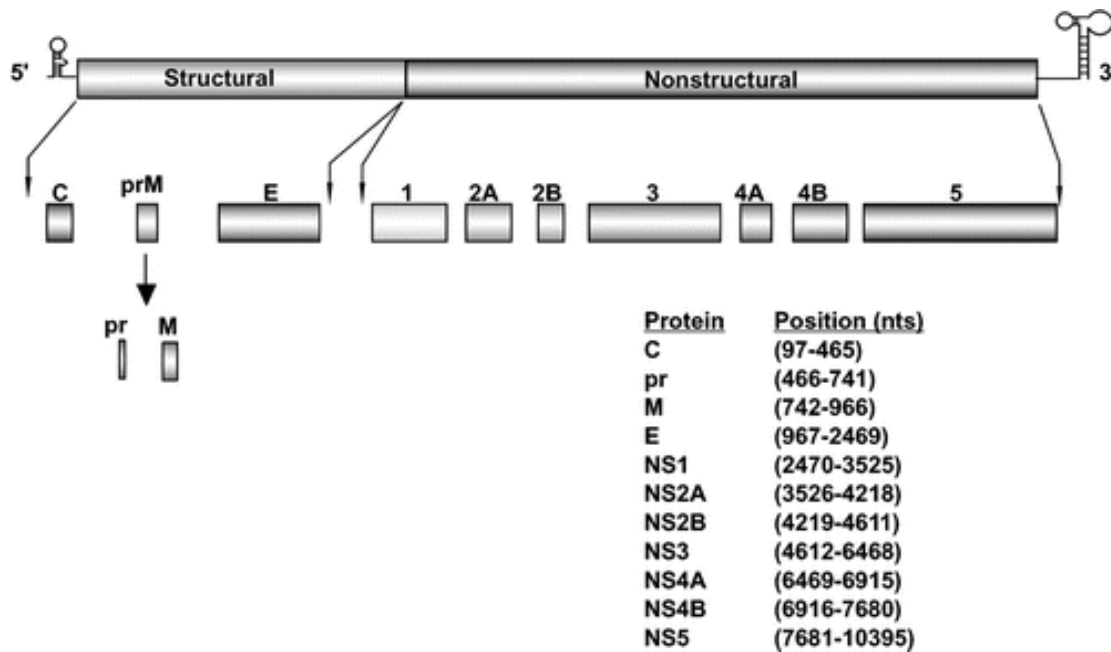 5' Structural Nonstructural 3
C prM E 1 2A 2B 3 4A 4B 5
pr M
Protein Position (nts)
C (97-465)
pr (466-741)
M (742-966)
E (967-2469)
NS1 (2470-3525)
NS2A (3526-4218)
NS2B (4219-4611)
NS3 (4612-6468)
NS4A (6469-6915)
NS4B (6916-7680)
NS5 (7681-10395)